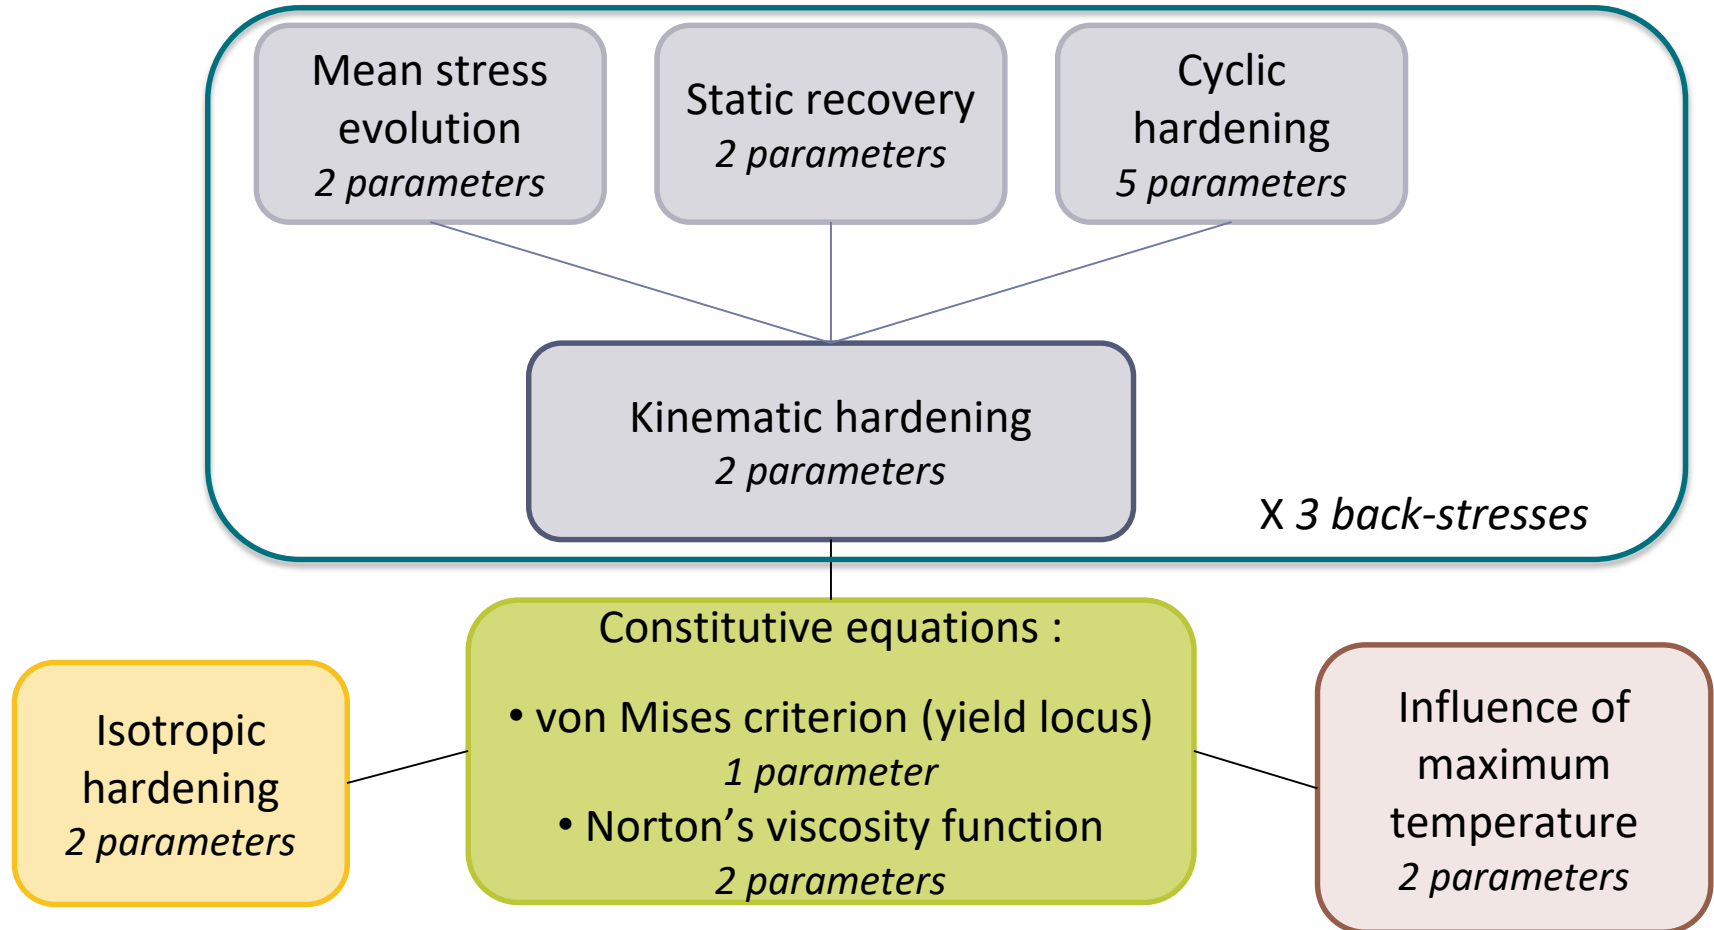 Mean stress
evolution
2 parameters
Static recovery
2 parameters
Cyclic
hardening
5 parameters
Kinematic hardening
2 parameters
X 3 back-stresses
Constitutive equations :
• von Mises criterion (yield locus)
1 parameter
• Norton’s viscosity function
2 parameters
Isotropic
hardening
2 parameters
Influence of
maximum
temperature
2 parameters